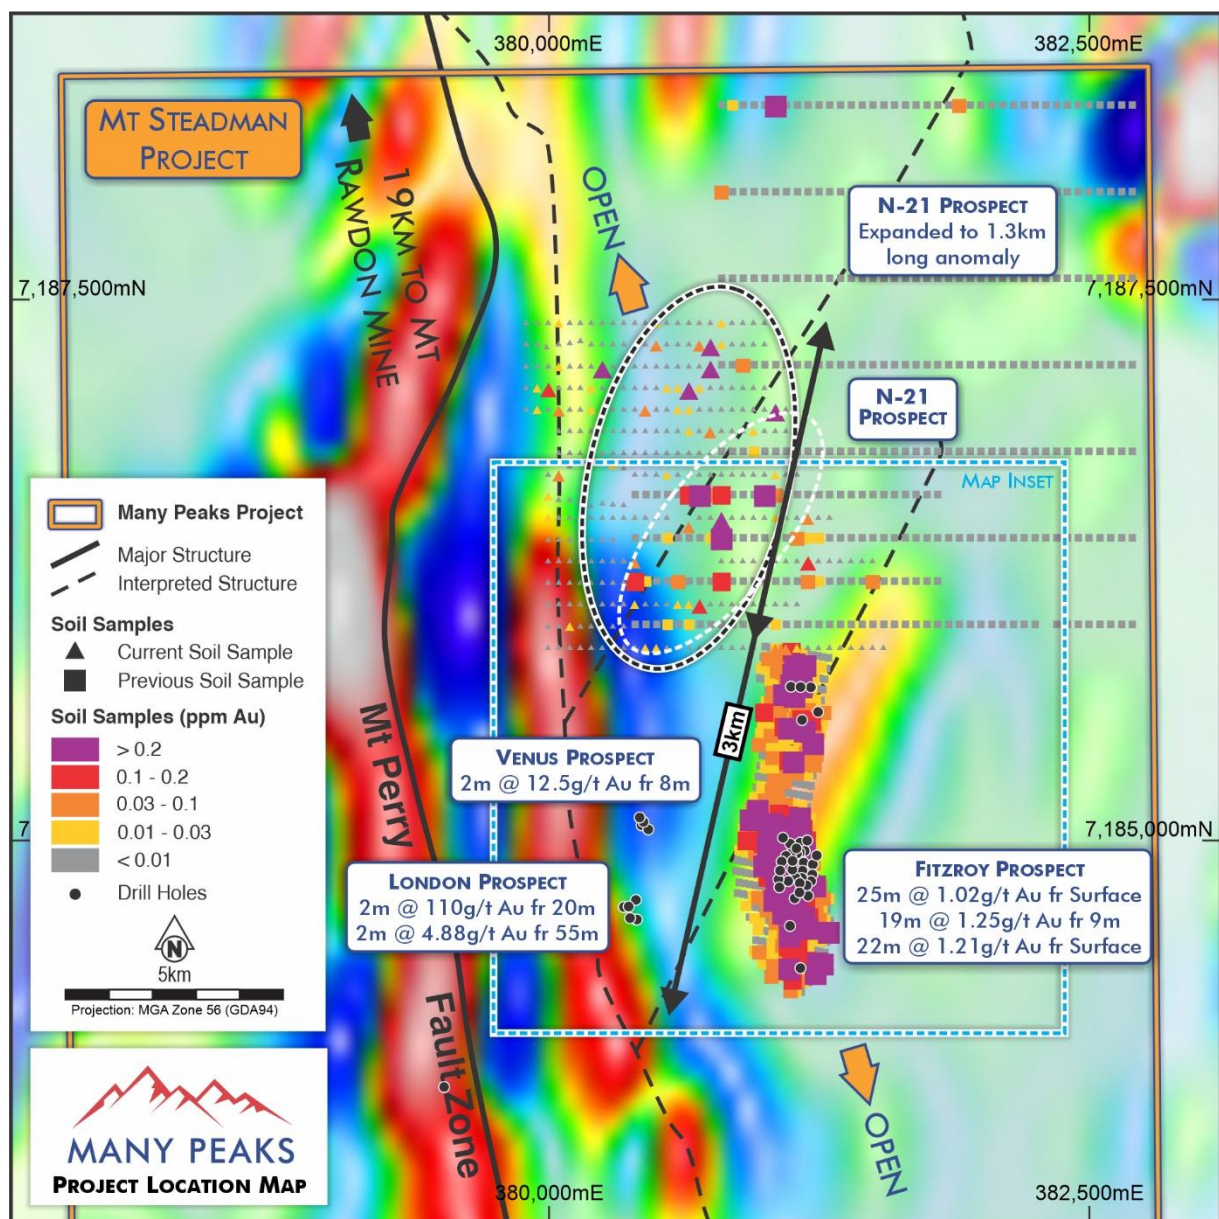 380,000mE
382,500mE
MT STEADMAN
PROJECT
19KM TO MT
RAWDON MINE
OPEN
N-21 PROSPECT
Expanded to 1.3km
long anomaly
7,187,500mN
7,187,500mN
N-21
PROSPECT
MAP INSET
Many Peaks Project
Major Structure
Interpreted Structure
Soil Samples
Current Soil Sample
Previous Soil Sample
Soil Samples (ppm Au)
> 0.2
0.1 - 0.2
0.03 - 0.1
0.01 - 0.03
< 0.01
Drill Holes
N
5km
Projection: MGA Zone 56 (GDA94)
Mt Perry
Fault Zone
3km
VENUS PROSPECT
2m @ 12.5g/t Au fr 8m
7
7,185,000mN
LONDON PROSPECT
2m @ 110g/t Au fr 20m
2m @ 4.88g/t Au fr 55m
FITZROY PROSPECT
25m @ 1.02g/t Au fr Surface
19m @ 1.25g/t Au fr 9m
22m @ 1.21g/t Au fr Surface
OPEN
MANY PEAKS
PROJECT LOCATION MAP
380,000mE
382,500mE